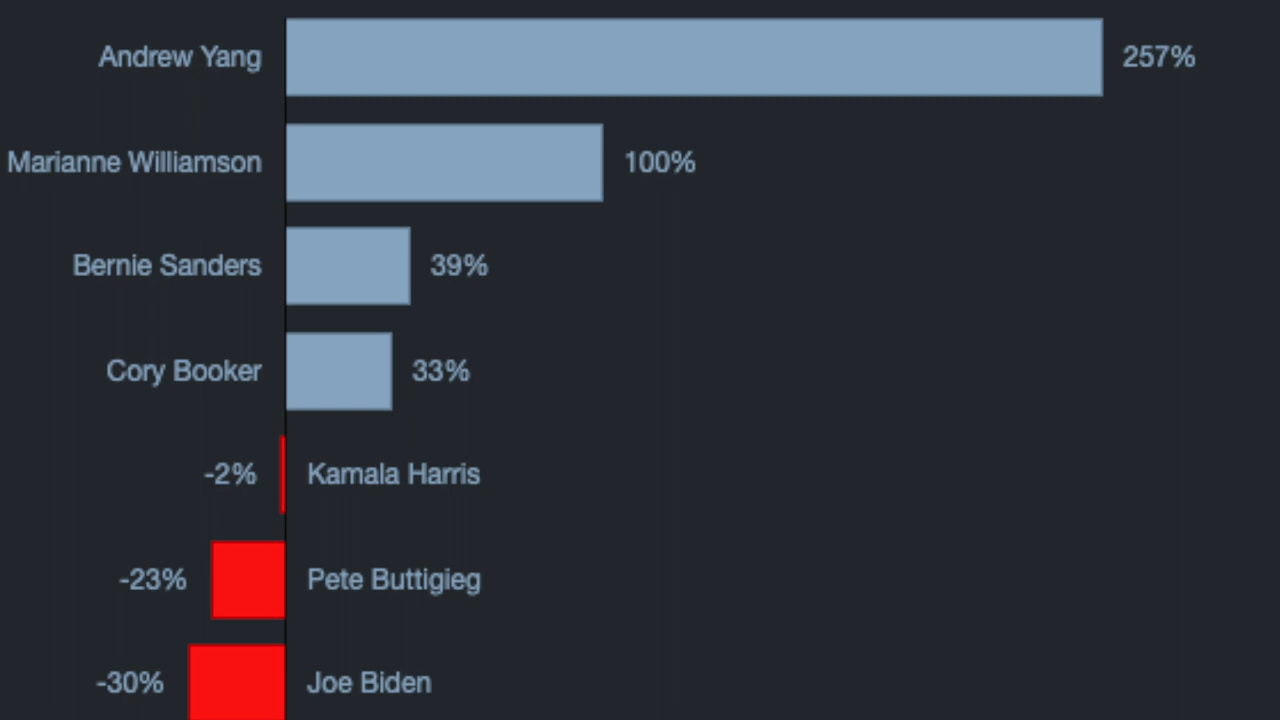 Andrew Yang 257%
Marianne Williamson 100%
Bernie Sanders 39%
Cory Booker 33%
-2% Kamala Harris
-23% Pete Buttigieg
-30% Joe Biden